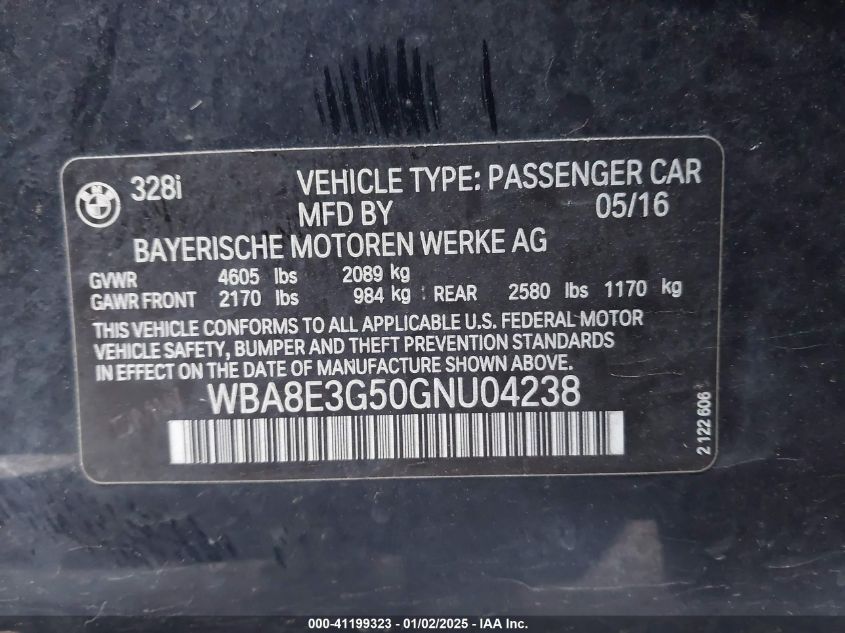 328i VEHICLE TYPE: PASSENGER CAR
MFD BY 05/16
BAYERISCHE MOTOREN WERKE AG
GVWR 4605 lbs 2089 kg
GAWR FRONT 2170 lbs 984 kg REAR 2580 lbs 1170 kg
THIS VEHICLE CONFORMS TO ALL APPLICABLE U.S. FEDERAL MOTOR
VEHICLE SAFETY, BUMPER AND THEFT PREVENTION STANDARDS
IN EFFECT ON THE DATE OF MANUFACTURE SHOWN ABOVE.
WBA8E3G50GNU04238
2 122 606
000-41199323 - 01/02/2025 - IAA Inc.